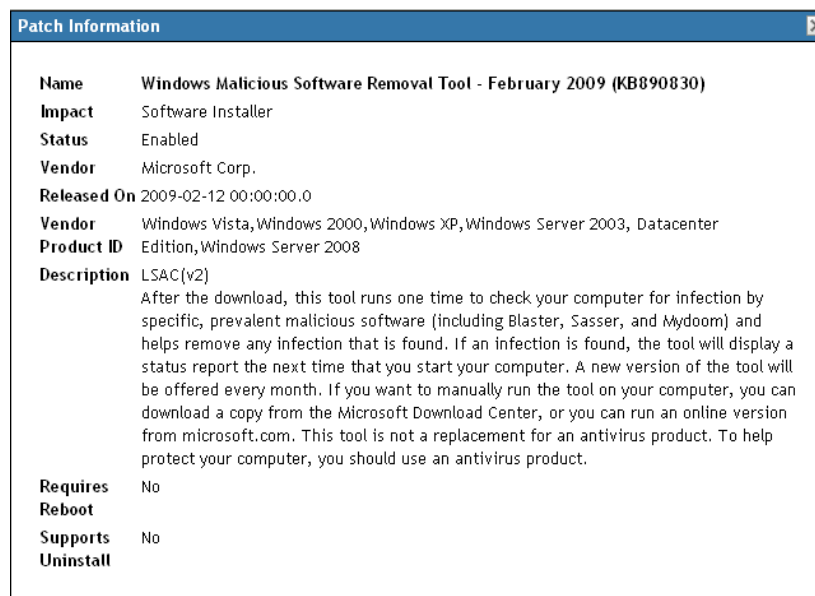 Patch Information
Name Windows Malicious Software Removal Tool - February 2009 (KB890830)
Impact Software Installer
Status Enabled
Vendor Microsoft Corp.
Released On 2009-02-12 00:00:00.0
Vendor Windows Vista,Windows 2000,Windows XP,Windows Server 2003, Datacenter
Product ID Edition,Windows Server 2008
Description LSAC(v2)
After the download, this tool runs one time to check your computer for infection by
specific, prevalent malicious software (including Blaster, Sasser, and Mydoom) and
helps remove any infection that is found. If an infection is found, the tool will display a
status report the next time that you start your computer. A new version of the tool will
be offered every month. If you want to manually run the tool on your computer, you can
download a copy from the Microsoft Download Center, or you can run an online version
from microsoft.com. This tool is not a replacement for an antivirus product. To help
protect your computer, you should use an antivirus product.
Requires No
Reboot
Supports No
Uninstall